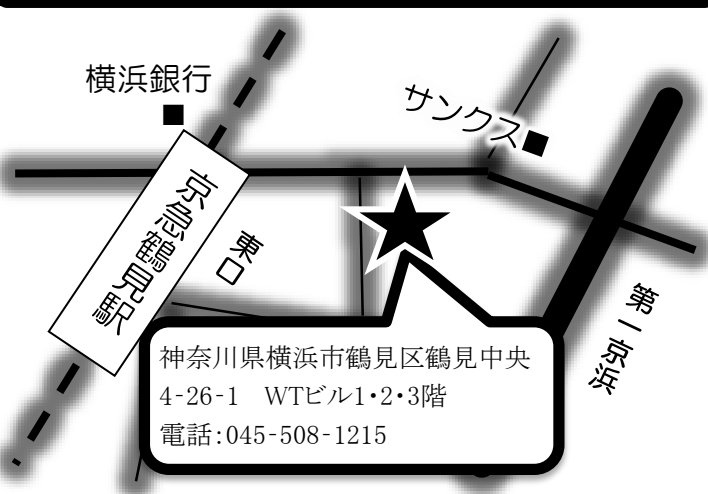 横浜銀行
サンクス
京急鶴見駅
東口
第一京浜
神奈川県横浜市鶴見区鶴見中央
4-26-1　WTビル1・2・3階
電話：045-508-1215